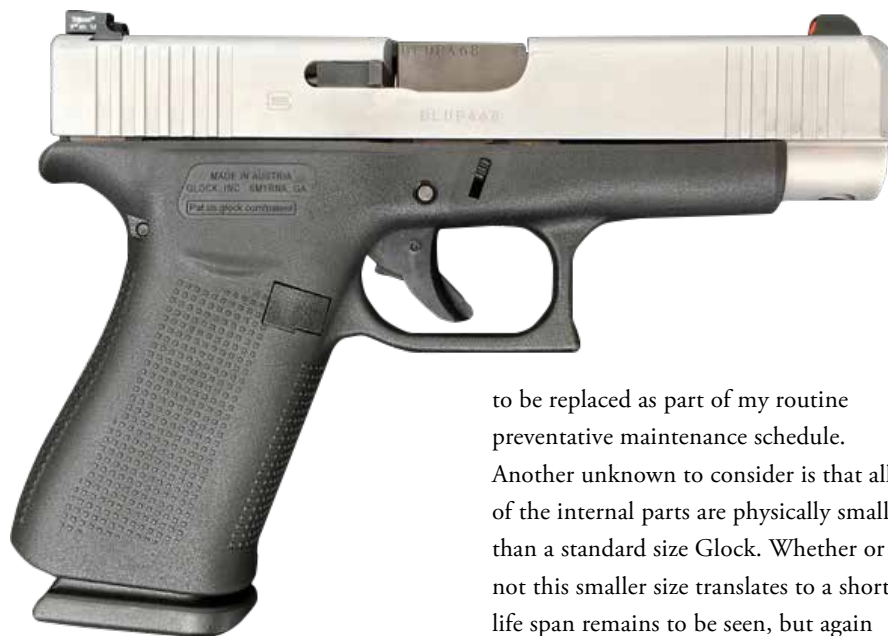 BLUPA68
BLUPA68
MADE IN AUSTRIA
GLOCK, INC. SMYRNA, GA
Pat.us.glock.com/patent
to be replaced as part of my routine
preventative maintenance schedule.
Another unknown to consider is that all
of the internal parts are physically small
than a standard size Glock. Whether or
not this smaller size translates to a short
life span remains to be seen, but again